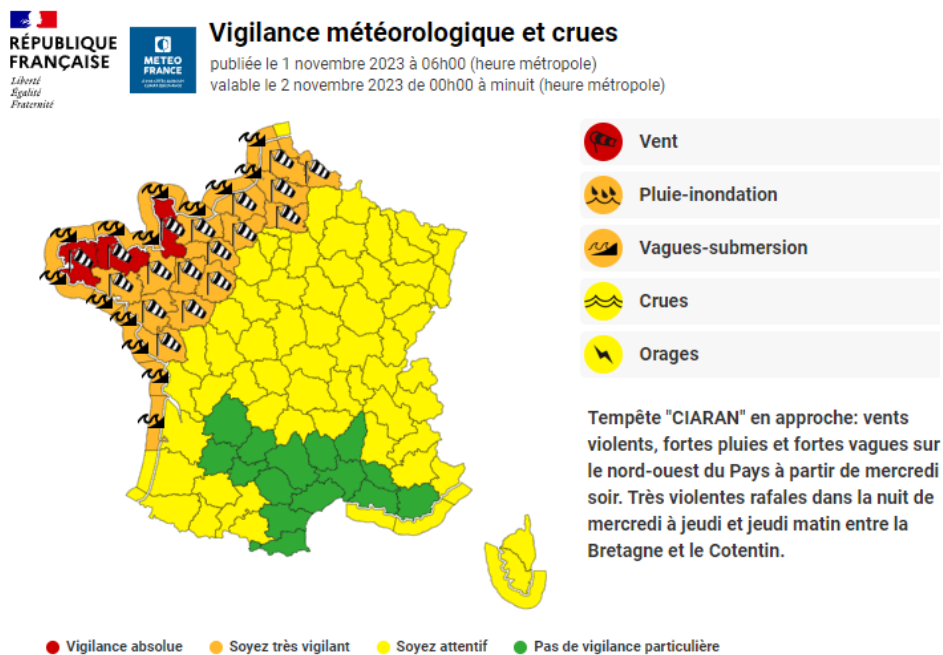 RÉPUBLIQUE
FRANÇAISE
Liberté
Égalité
Fraternité
METEO
FRANCE
Vigilance météorologique et crues
publiée le 1 novembre 2023 à 06h00 (heure métropole)
valable le 2 novembre 2023 de 00h00 à minuit (heure métropole)
Vent
Pluie-inondation
Vagues-submersion
Crues
Orages
Tempête "CIARAN" en approche: vents
violents, fortes pluies et fortes vagues sur
le nord-ouest du Pays à partir de mercredi
soir. Très violentes rafales dans la nuit de
mercredi à jeudi et jeudi matin entre la
Bretagne et le Cotentin.
Vigilance absolue
Soyez très vigilant
Soyez attentif
Pas de vigilance particulière